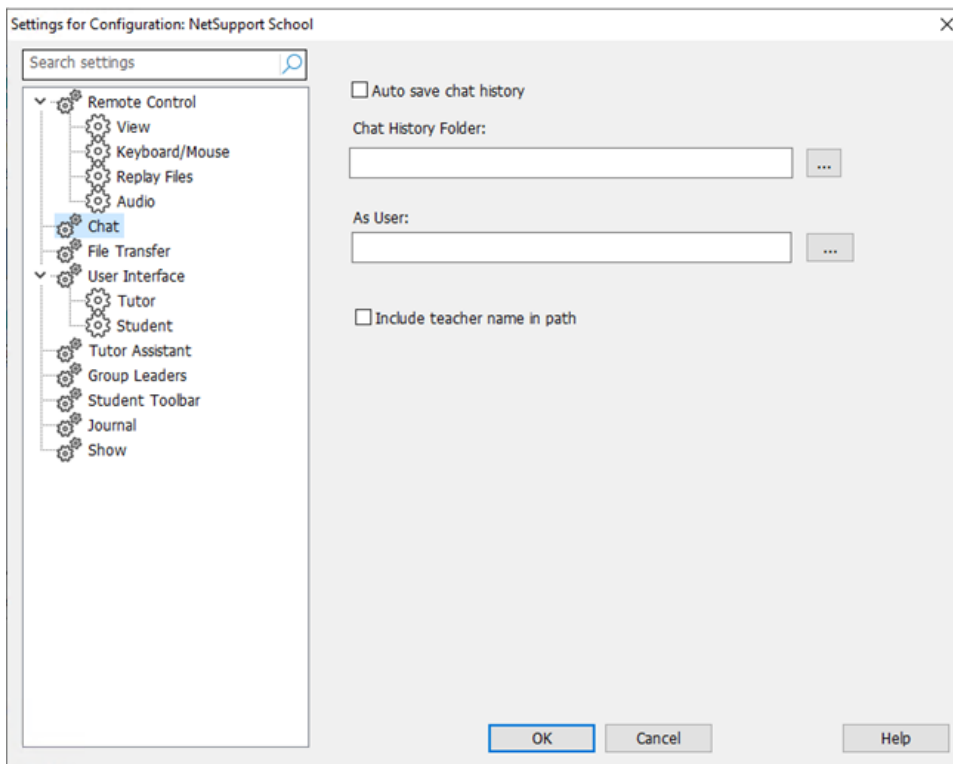 Settings for Configuration: NetSupport School
Search settings
Remote Control
View
Keyboard/Mouse
Replay Files
Audio
Chat
File Transfer
User Interface
Tutor
Student
Tutor Assistant
Group Leaders
Student Toolbar
Journal
Show
Auto save chat history
Chat History Folder:
...
As User:
...
Include teacher name in path
OK
Cancel
Help